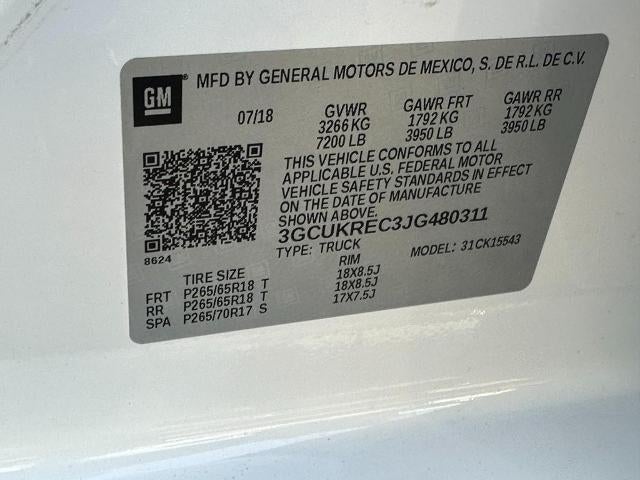 GM
MFD BY GENERAL MOTORS DE MEXICO, S. DE R.L. DE C.V.
07/18 GVWR GAWR FRT GAWR RR
3266 KG 1792 KG 1792 KG
7200 LB 3950 LB 3950 LB
THIS VEHICLE CONFORMS TO ALL
APPLICABLE U.S. FEDERAL MOTOR
VEHICLE SAFETY STANDARDS IN EFFECT
ON THE DATE OF MANUFACTURE
SHOWN ABOVE.
3GCUKREC3JG480311
8624
TYPE: TRUCK MODEL: 31CK15543
TIRE SIZE RIM
FRT P265/65R18 T 18X8.5J
RR P265/65R18 T 18X8.5J
SPA P265/70R17 S 17X7.5J